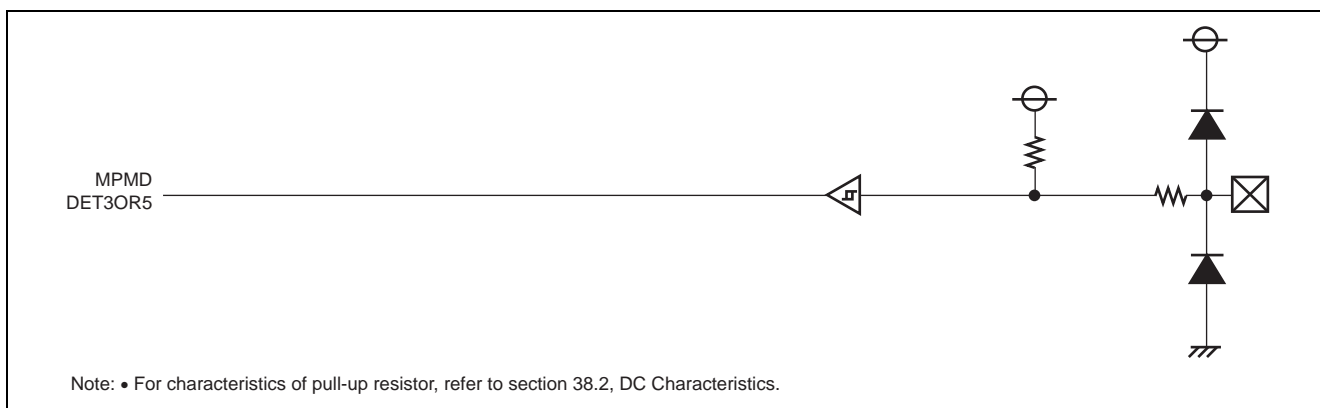 MPMD
DET3OR5
Note: • For characteristics of pull-up resistor, refer to section 38.2, DC Characteristics.